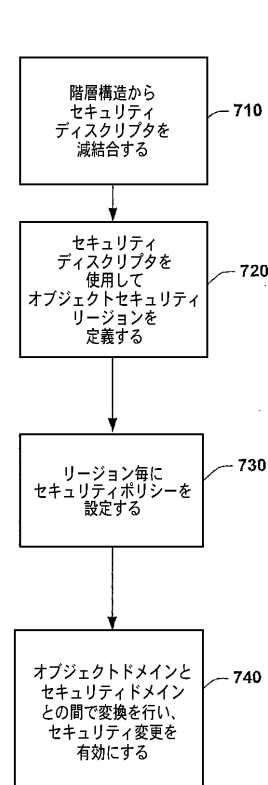 階層構造から
セキュリティ
ディスクリプタを
減結合する
710
セキュリティ
ディスクリプタを
使用して
オブジェクトセキュリティ
リージョンを
定義する
720
リージョン毎に
セキュリティポリシーを
設定する
730
オブジェクトドメインと
セキュリティドメイン
との間で変換を行い、
セキュリティ変更を
有効にする
740